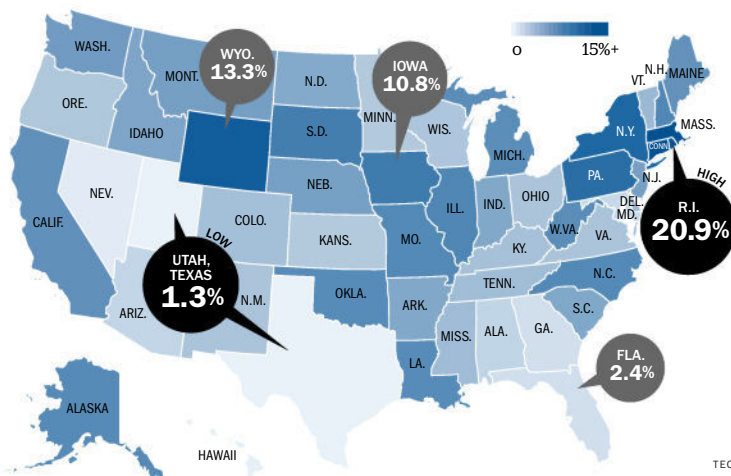 0 15%+
WASH.
ORE.
IDAHO
MONT.
WYO.
13.3%
N.D.
S.D.
NEB.
MINN.
IOWA
10.8%
WIS.
MICH.
VT.
N.H.
MAINE
MASS.
N.Y.
CONN.
HIGH
R.I.
20.9%
PA.
N.J.
DEL.
MD.
OHIO
IND.
ILL.
W.VA.
VA.
KY.
MO.
KANS.
COLO.
NEV.
CALIF.
LOW
UTAH,
TEXAS
1.3%
ARIZ.
N.M.
OKLA.
ARK.
TENN.
N.C.
S.C.
MISS.
ALA.
GA.
LA.
FLA.
2.4%
ALASKA
HAWAII
TEC